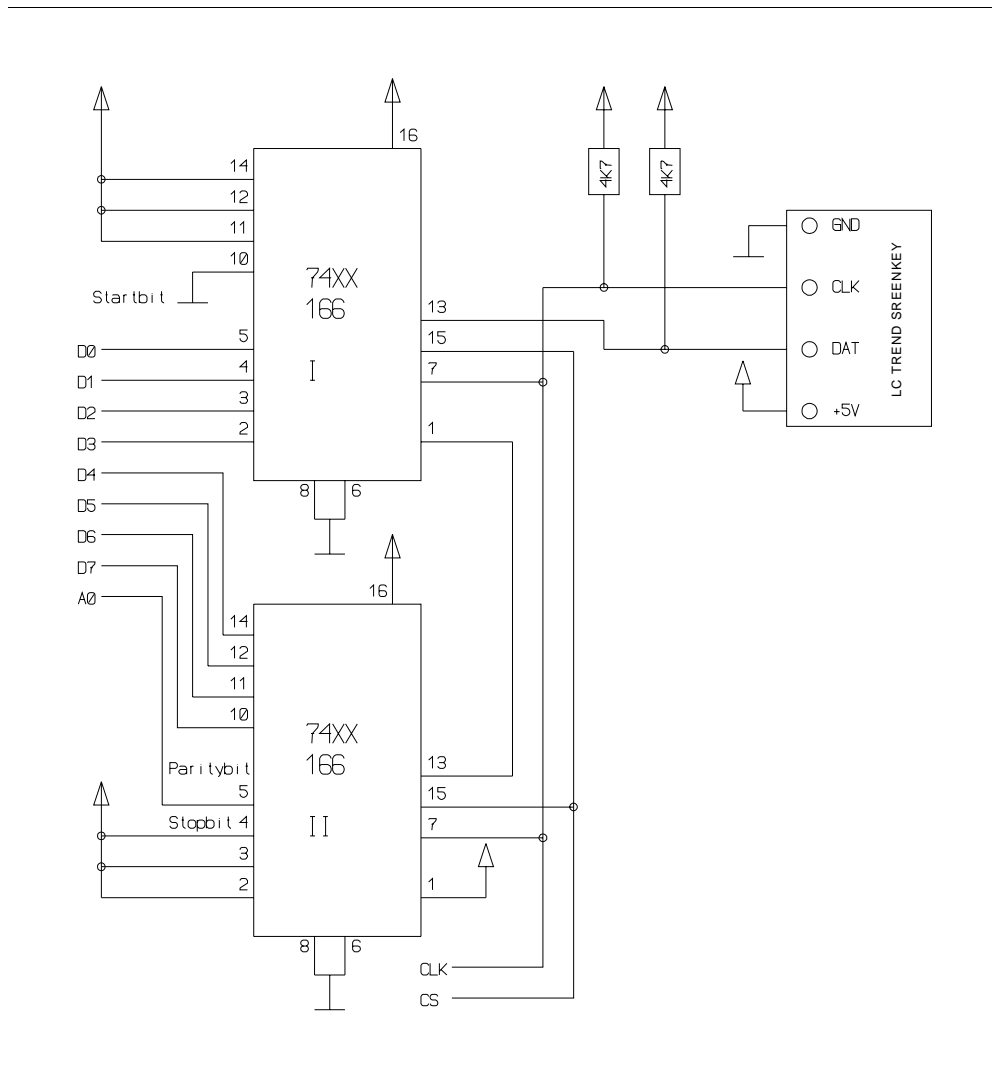 16
14
12
11
10
Startbit
74XX
166
I
5
D0
4
D1
3
D2
2
D3
13
15
7
1
8 6
D4
D5
D6
D7
A0
4K7
4K7
GND
CLK
DAT
+5V
LC TREND SREENKEY
16
14
12
11
10
74XX
166
II
Paritybit
5
Stopbit 4
3
2
13
15
7
1
8 6
CLK
CS